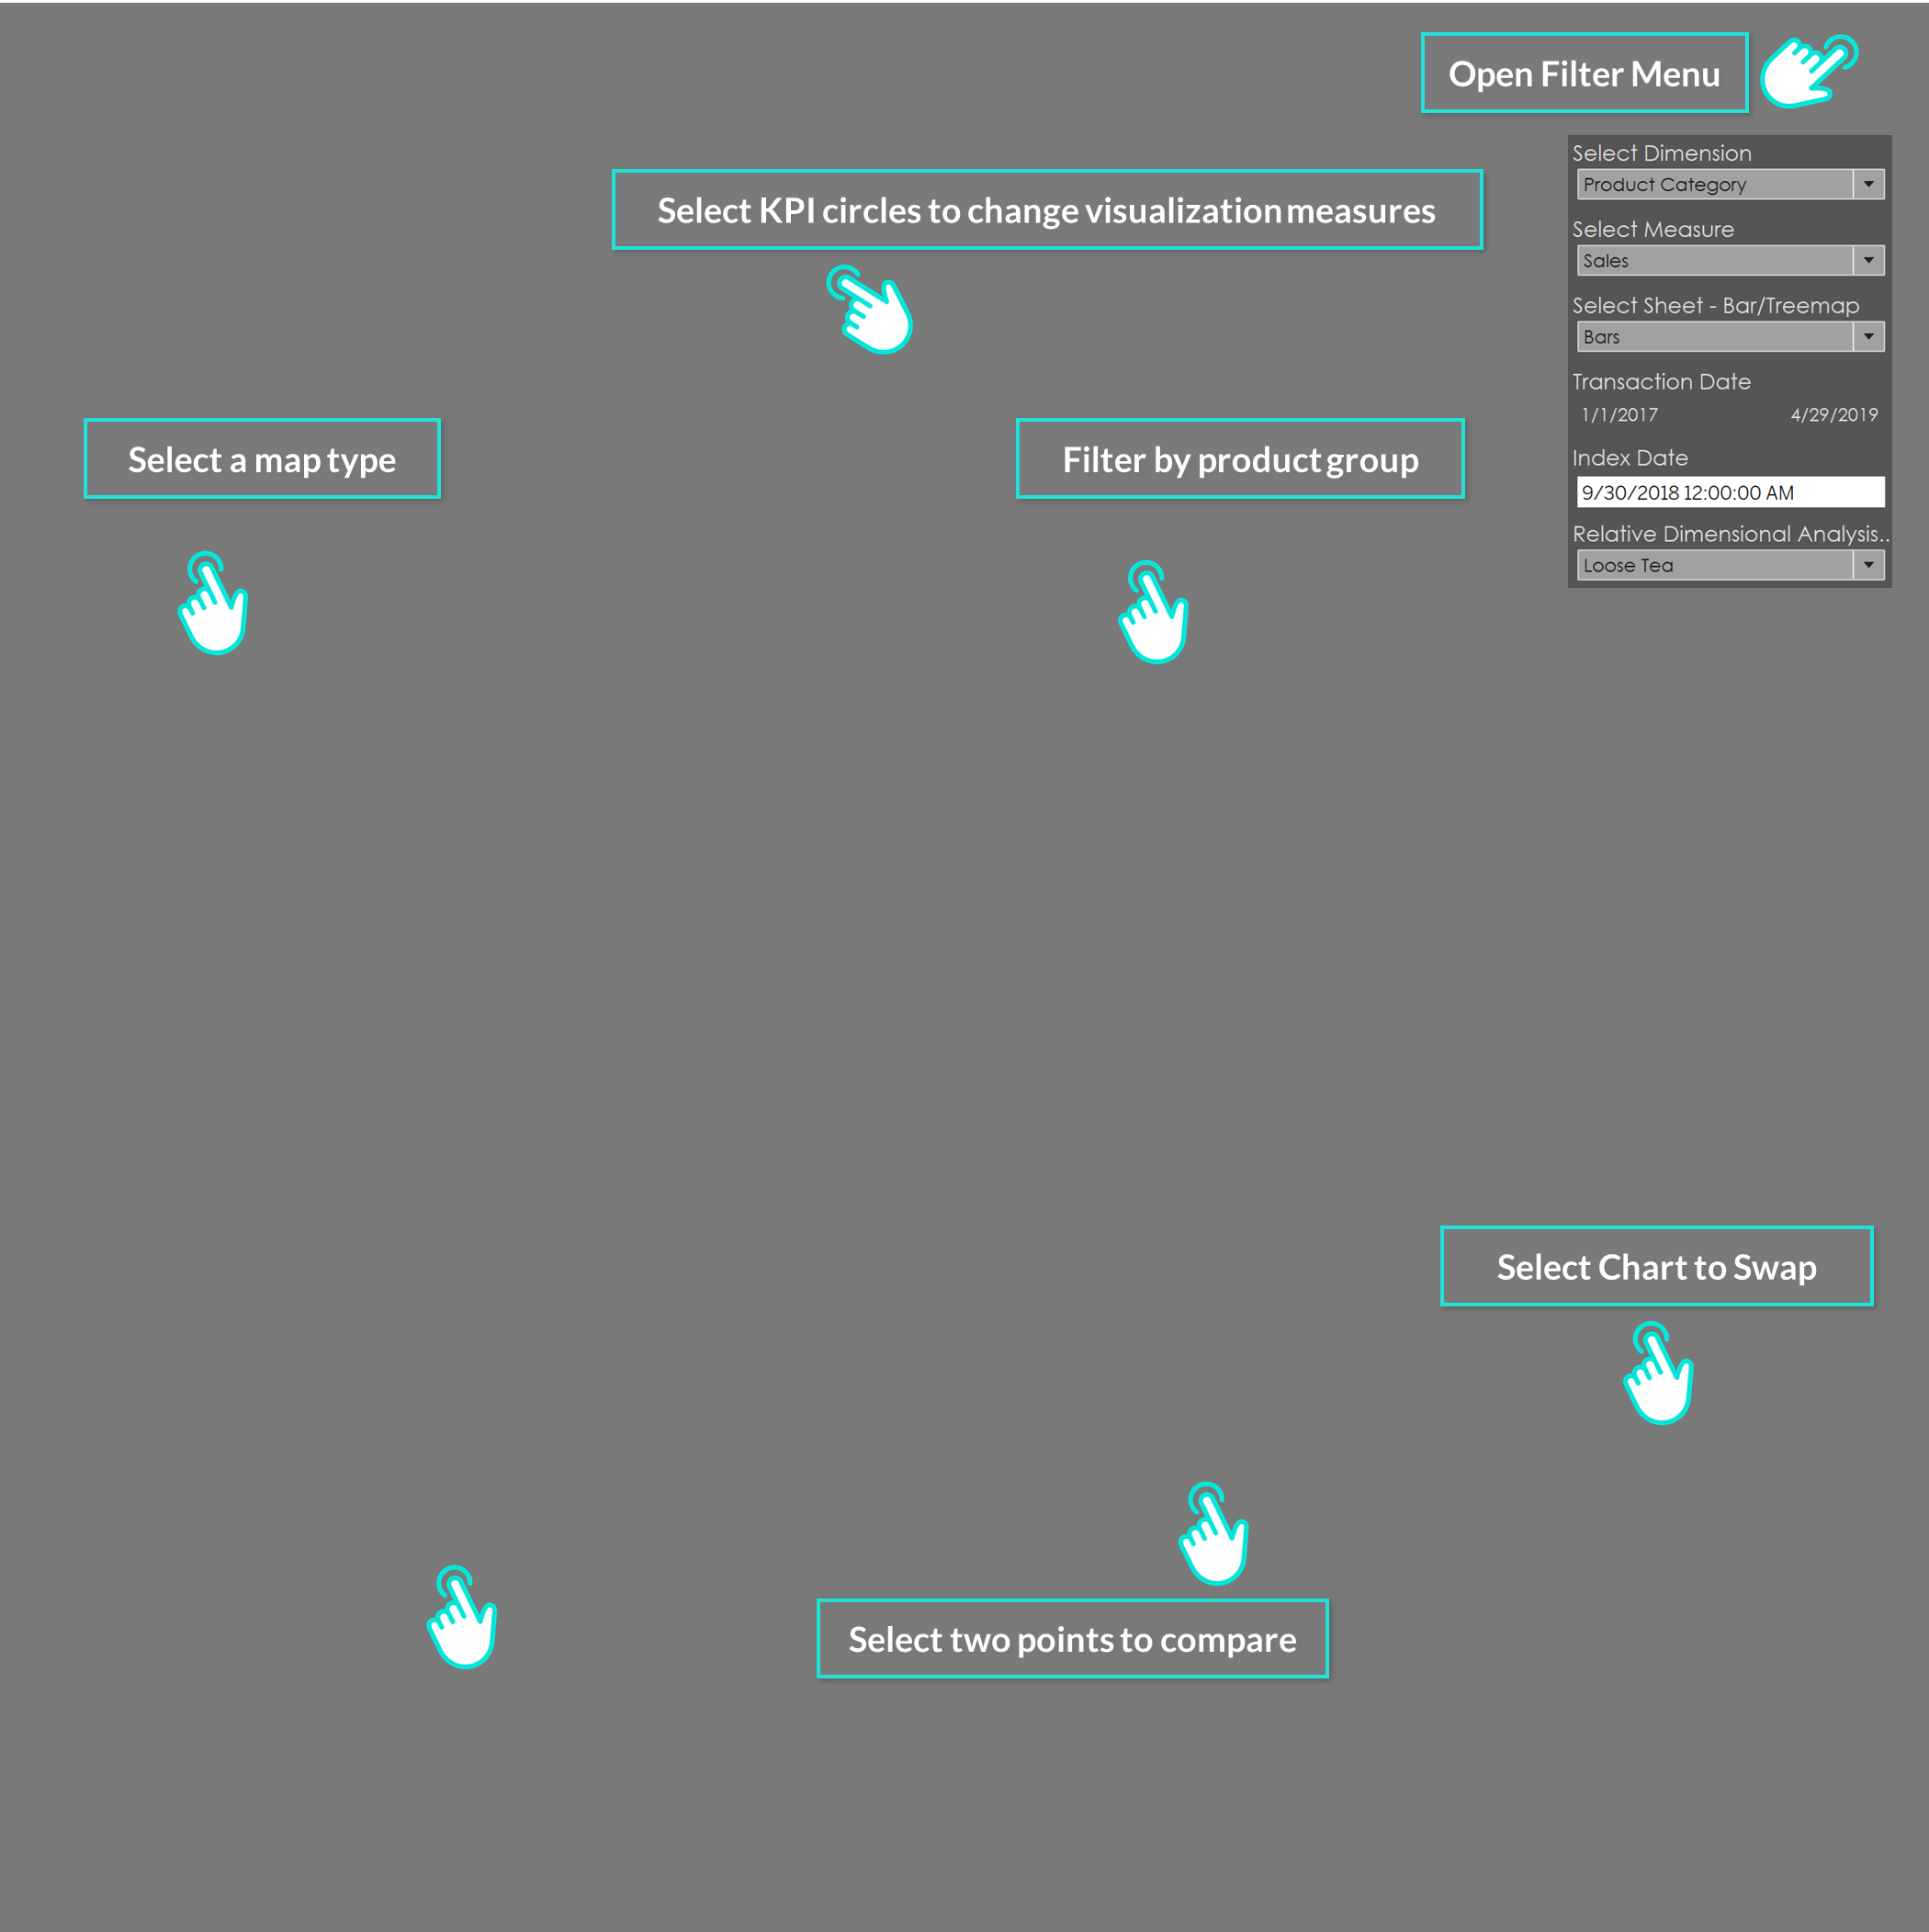 Open Filter Menu
Select Dimension
Product Category
Select KPI circles to change visualization measures
Select Measure
Sales
Select Sheet - Bar/Treemap
Bars
Transaction Date
1/1/2017 4/29/2019
Select a map type
Filter by product group
Index Date
9/30/2018 12:00:00 AM
Relative Dimensional Analysis..
Loose Tea
Select Chart to Swap
Select two points to compare